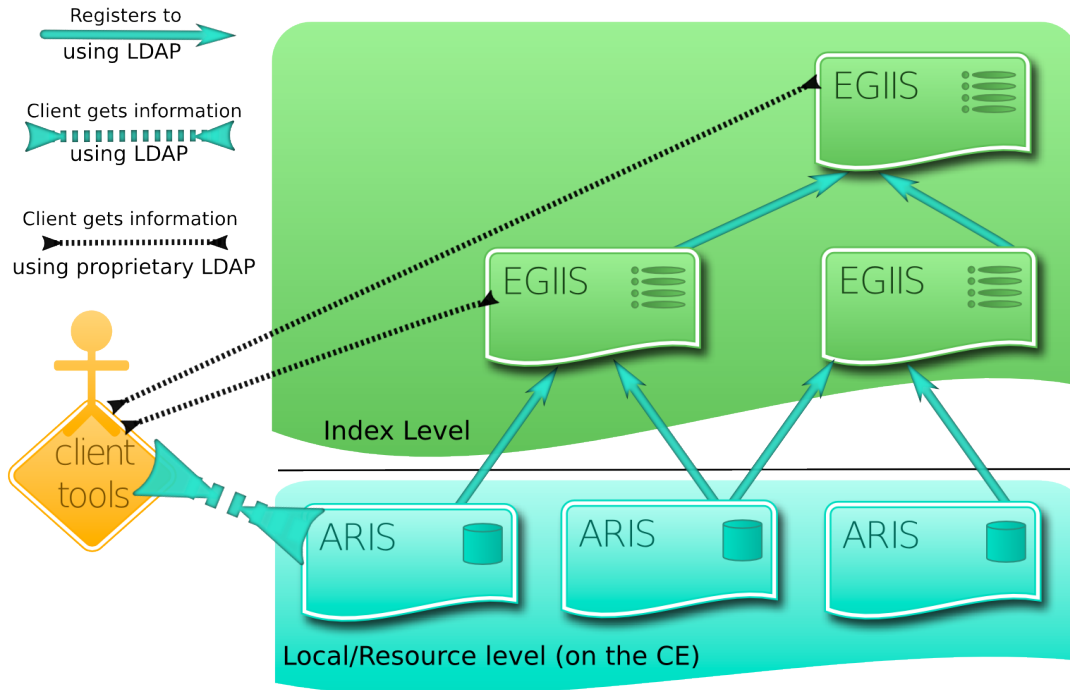 Registers to
using LDAP
Client gets information
using LDAP
Client gets information
using proprietary LDAP
client
tools
EGIIS
EGIIS
EGIIS
Index Level
ARIS
ARIS
ARIS
Local/Resource level (on the CE)